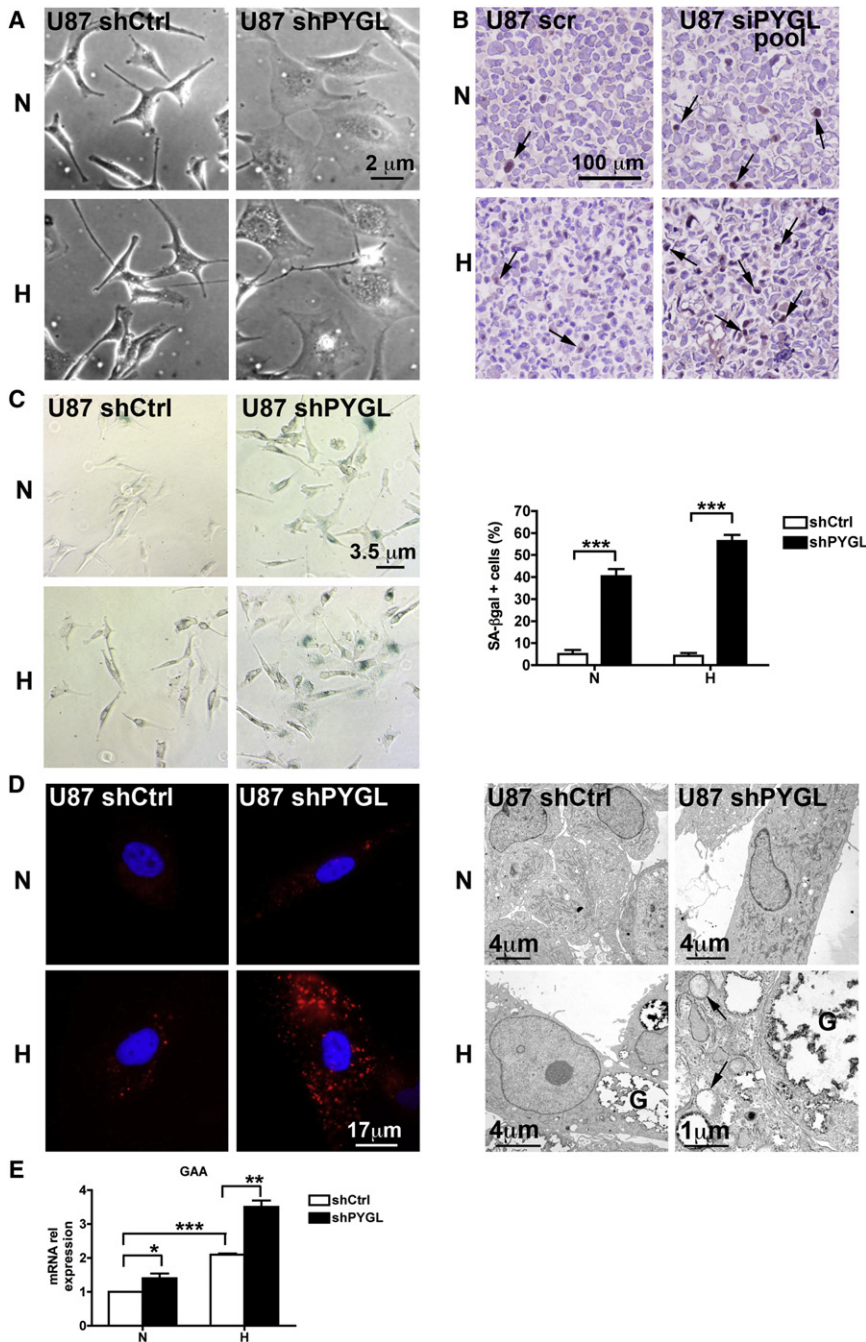 A
U87 shCtrl
U87 shPYGL
N
2 µm
H
B
U87 scr
U87 siPYGL
pool
N
100 µm
H
C
U87 shCtrl
U87 shPYGL
N
3.5 µm
H
SA-βgal + cells (%)
70
60
50
40
30
20
10
0
***
***
N
H
shCtrl
shPYGL
D
U87 shCtrl
U87 shPYGL
N
H
17µm
U87 shCtrl
U87 shPYGL
N
4µm
4µm
H
G
G
4µm
1µm
E
GAA
mRNA rel
expression
4
3
2
1
0
*
***
**
N
H
shCtrl
shPYGL